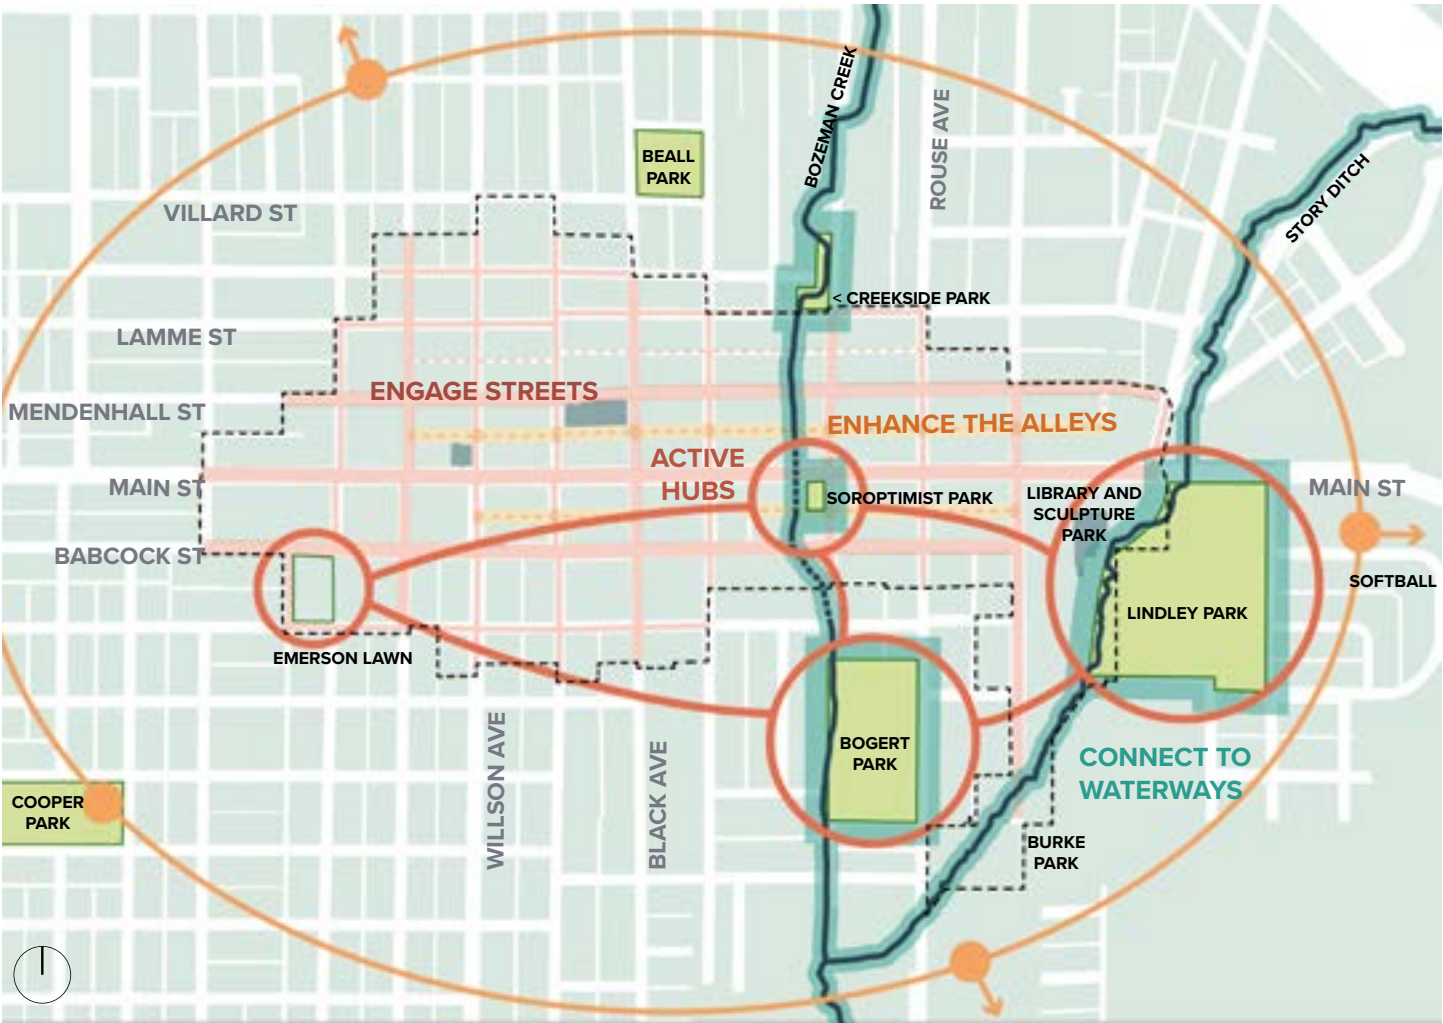 BOZEMAN CREEK
ROUSE AVE
BEALL
PARK
STORY DITCH
VILLARD ST
< CREEKSIDE PARK
LAMME ST
ENGAGE STREETS
MENDENHALL ST
ENHANCE THE ALLEYS
ACTIVE
HUBS
MAIN ST
SOROPTIMIST PARK
LIBRARY AND
SCULPTURE
PARK
MAIN ST
BABCOCK ST
SOFTBALL
LINDLEY PARK
EMERSON LAWN
WILLSON AVE
BLACK AVE
BOGERT
PARK
CONNECT TO
WATERWAYS
COOPER
PARK
BURKE
PARK